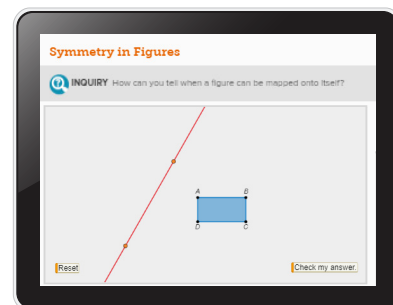 Symmetry in Figures
INQUIRY How can you tell when a figure can be mapped onto itself?
A B
D C
Reset Check my answer.